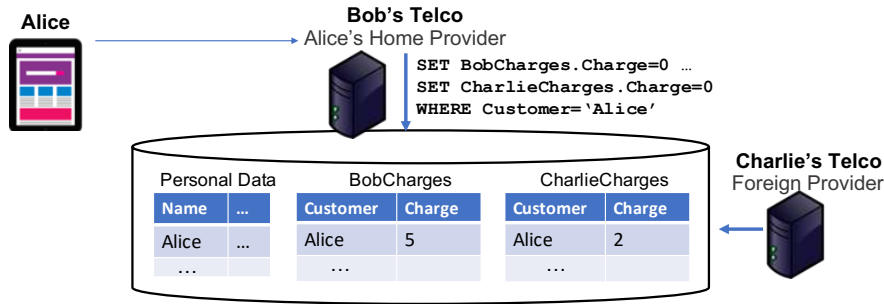 Alice
Bob's Telco
Alice's Home Provider
SET BobCharges.Charge=0 …
SET CharlieCharges.Charge=0
WHERE Customer=‘Alice’
Charlie's Telco
Foreign Provider
Personal Data
Name …
Alice …
…
BobCharges
Customer Charge
Alice 5
…
CharlieCharges
Customer Charge
Alice 2
…